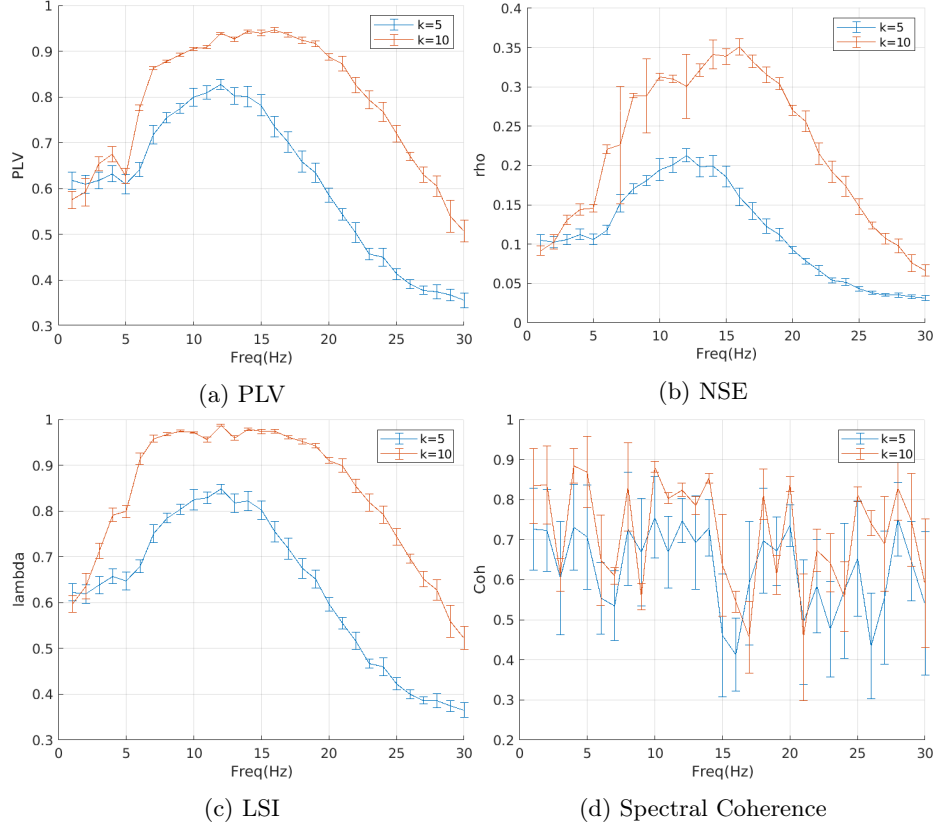 1
0.9
0.8
0.7
0.6
0.5
0.4
0.3
PLV
0 5 10 15 20 25 30
Freq(Hz)
k=5
k=10
(a) PLV
0.4
0.35
0.3
0.25
0.2
0.15
0.1
0.05
0
rho
0 5 10 15 20 25 30
Freq(Hz)
k=5
k=10
(b) NSE
1
0.9
0.8
0.7
0.6
0.5
0.4
0.3
lambda
0 5 10 15 20 25 30
Freq(Hz)
k=5
k=10
(c) LSI
1
0.9
0.8
0.7
0.6
0.5
0.4
0.3
0.2
Coh
0 5 10 15 20 25 30
Freq(Hz)
k=5
k=10
(d) Spectral Coherence